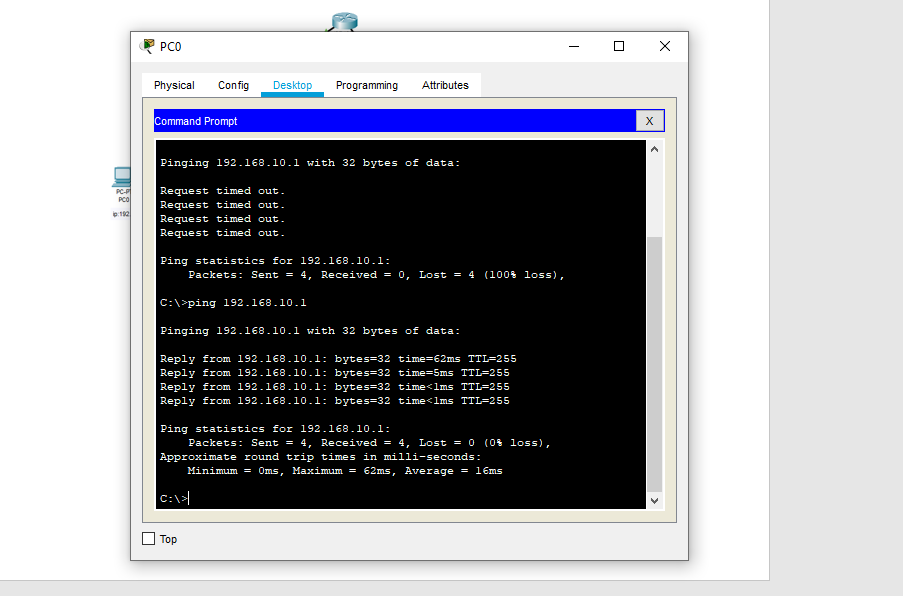 PC0
Physical Config Desktop Programming Attributes
Command Prompt X
Pinging 192.168.10.1 with 32 bytes of data:
Request timed out.
Request timed out.
Request timed out.
Request timed out.
Ping statistics for 192.168.10.1:
Packets: Sent = 4, Received = 0, Lost = 4 (100% loss),
C:\>ping 192.168.10.1
Pinging 192.168.10.1 with 32 bytes of data:
Reply from 192.168.10.1: bytes=32 time=62ms TTL=255
Reply from 192.168.10.1: bytes=32 time=5ms TTL=255
Reply from 192.168.10.1: bytes=32 time<1ms TTL=255
Reply from 192.168.10.1: bytes=32 time<1ms TTL=255
Ping statistics for 192.168.10.1:
Packets: Sent = 4, Received = 4, Lost = 0 (0% loss),
Approximate round trip times in milli-seconds:
Minimum = 0ms, Maximum = 62ms, Average = 16ms
C:\>
Top
PC-P
PC0
ip:192